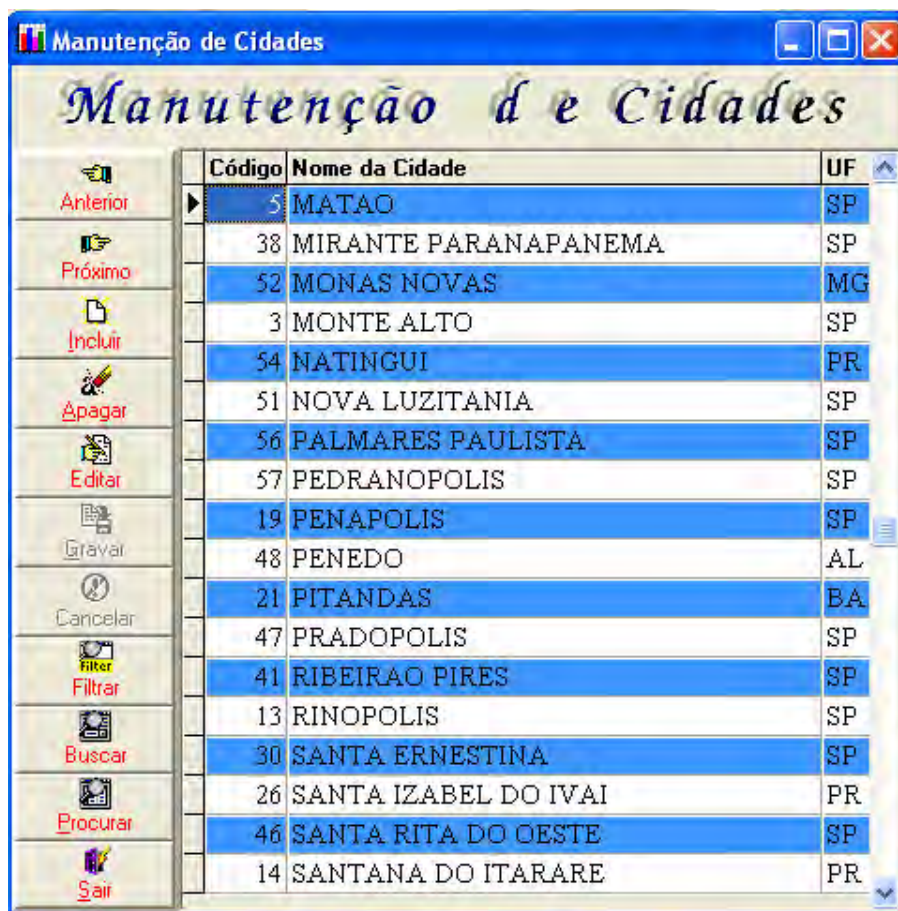 Manutenção de Cidades
Manutenção de Cidades
Anterior
Próximo
Incluir
Apagar
Editar
Gravar
Cancelar
Filter
Filtrar
Buscar
Procurar
Sair
Código Nome da Cidade UF
5 MATAO SP
38 MIRANTE PARANAPANEMA SP
52 MONAS NOVAS MG
3 MONTE ALTO SP
54 NATINGUI PR
51 NOVA LUZITANIA SP
56 PALMARES PAULISTA SP
57 PEDRANOPOLIS SP
19 PENAPOLIS SP
48 PENEDO AL
21 PITANDAS BA
47 PRADOPOLIS SP
41 RIBEIRAO PIRES SP
13 RINOPOLIS SP
30 SANTA ERNESTINA SP
26 SANTA IZABEL DO IVAI PR
46 SANTA RITA DO OESTE SP
14 SANTANA DO ITARARE PR